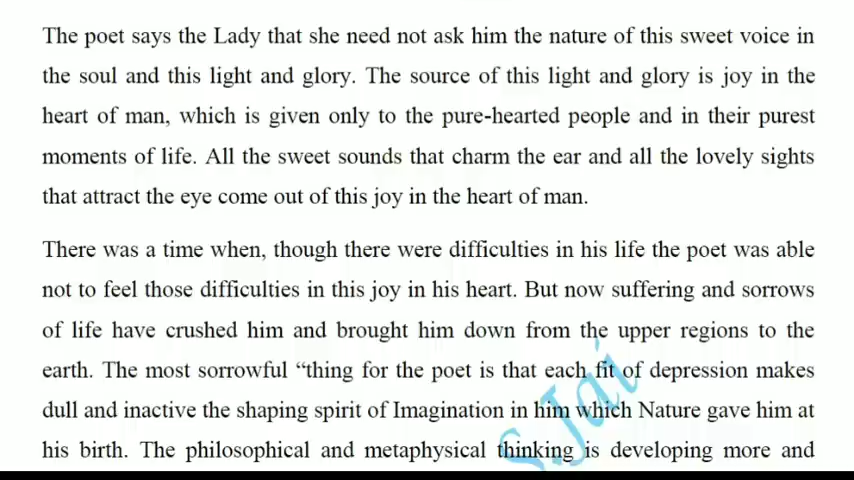 The poet says the Lady that she need not ask him the nature of this sweet voice in
the soul and this light and glory. The source of this light and glory is joy in the
heart of man, which is given only to the pure-hearted people and in their purest
moments of life. All the sweet sounds that charm the ear and all the lovely sights
that attract the eye come out of this joy in the heart of man.
There was a time when, though there were difficulties in his life the poet was able
not to feel those difficulties in this joy in his heart. But now suffering and sorrows
of life have crushed him and brought him down from the upper regions to the
earth. The most sorrowful “thing for the poet is that each fit of depression makes
dull and inactive the shaping spirit of Imagination in him which Nature gave him at
his birth. The philosophical and metaphysical thinking is developing more and
S.Jai